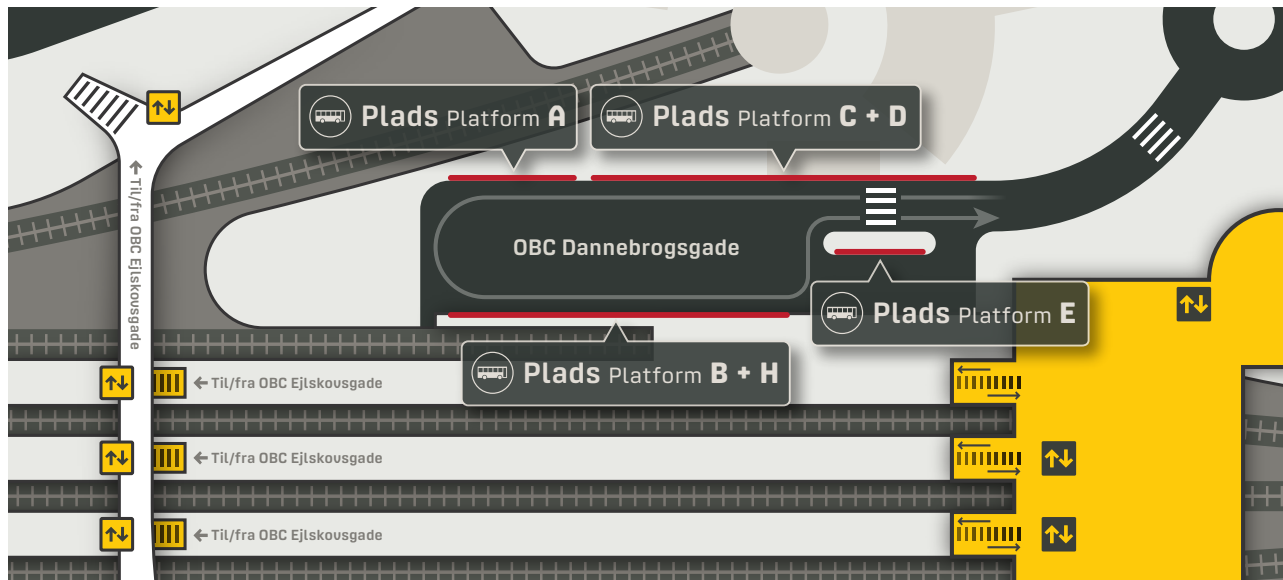 Plads Platform A
Plads Platform C + D
Til/fra OBC Ejlskovsgade
OBC Dannebrogsgade
Plads Platform E
Plads Platform B + H
Til/fra OBC Ejlskovsgade
Til/fra OBC Ejlskovsgade
Til/fra OBC Ejlskovsgade